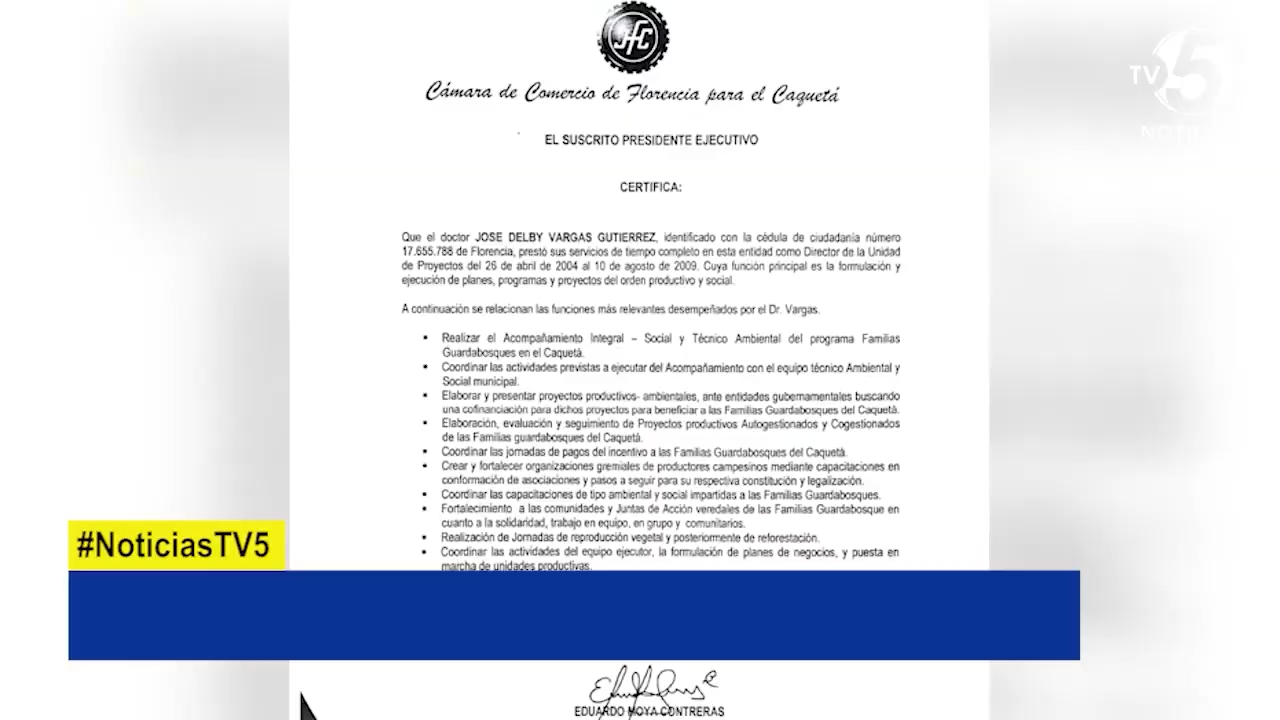 JFC
Cámara de Comercio de Florencia para el Caquetá
TV5
NOTI
EL SUSCRITO PRESIDENTE EJECUTIVO
CERTIFICA:
Que el doctor JOSE DELBY VARGAS GUTIERREZ, identificado con la cédula de ciudadanía número
17.655.788 de Florencia, prestó sus servicios de tiempo completo en esta entidad como Director de la Unidad
de Proyectos del 26 de abril de 2004 al 10 de agosto de 2009. Cuya función principal es la formulación y
ejecución de planes, programas y proyectos del orden productivo y social.
A continuación se relacionan las funciones más relevantes desempeñados por el Dr. Vargas.
▪ Realizar el Acompañamiento Integral – Social y Técnico Ambiental del programa Familias
Guardabosques en el Caquetá.
▪ Coordinar las actividades previstas a ejecutar del Acompañamiento con el equipo técnico Ambiental y
Social municipal.
▪ Elaborar y presentar proyectos productivos- ambientales, ante entidades gubernamentales buscando
una cofinanciación para dichos proyectos para beneficiar a las Familias Guardabosques del Caquetá.
▪ Elaboración, evaluación y seguimiento de Proyectos productivos Autogestionados y Cogestionados
de las Familias guardabosques del Caquetá.
▪ Coordinar las jornadas de pagos del incentivo a las Familias Guardabosques del Caquetá.
▪ Crear y fortalecer organizaciones gremiales de productores campesinos mediante capacitaciones en
conformación de asociaciones y pasos a seguir para su respectiva constitución y legalización.
▪ Coordinar las capacitaciones de tipo ambiental y social impartidas a las Familias Guardabosques.
▪ Fortalecimiento a las comunidades y Juntas de Acción veredales de las Familias Guardabosque en
cuanto a la solidaridad, trabajo en equipo, en grupo y comunitarios.
▪ Realización de Jornadas de reproducción vegetal y posteriormente de reforestación.
▪ Coordinar las actividades del equipo ejecutor, la formulación de planes de negocios, y puesta en
marcha de unidades productivas.
#NoticiasTV5
EDUARDO MOYA CONTRERAS